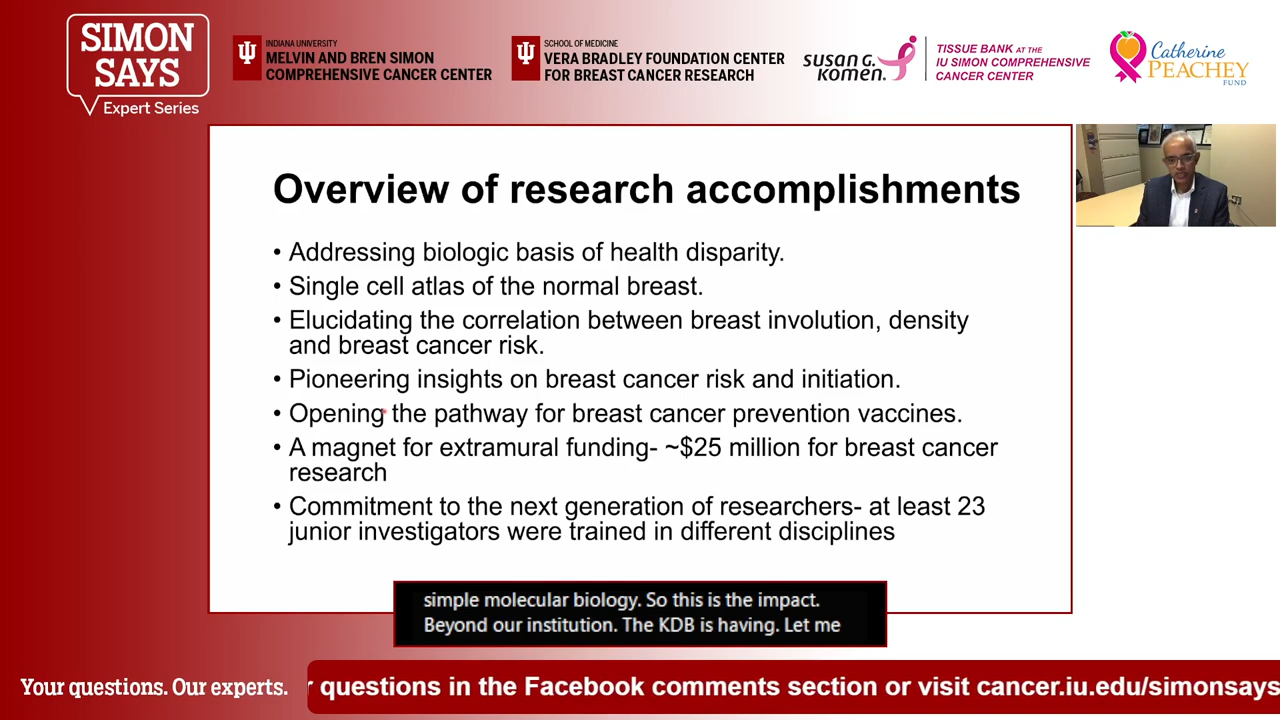 SIMON
SAYS
Expert Series
INDIANA UNIVERSITY
MELVIN AND BREN SIMON
COMPREHENSIVE CANCER CENTER
SCHOOL OF MEDICINE
VERA BRADLEY FOUNDATION CENTER
FOR BREAST CANCER RESEARCH
susan G.
komen.
TISSUE BANK AT THE
IU SIMON COMPREHENSIVE
CANCER CENTER
Catherine
PEACHEY
FUND
Overview of research accomplishments
• Addressing biologic basis of health disparity.
• Single cell atlas of the normal breast.
• Elucidating the correlation between breast involution, density
and breast cancer risk.
• Pioneering insights on breast cancer risk and initiation.
• Opening the pathway for breast cancer prevention vaccines.
• A magnet for extramural funding- ~$25 million for breast cancer
research
• Commitment to the next generation of researchers- at least 23
junior investigators were trained in different disciplines
simple molecular biology. So this is the impact.
Beyond our institution. The KDB is having. Let me
Your questions. Our experts.
r questions in the Facebook comments section or visit cancer.iu.edu/simonsays